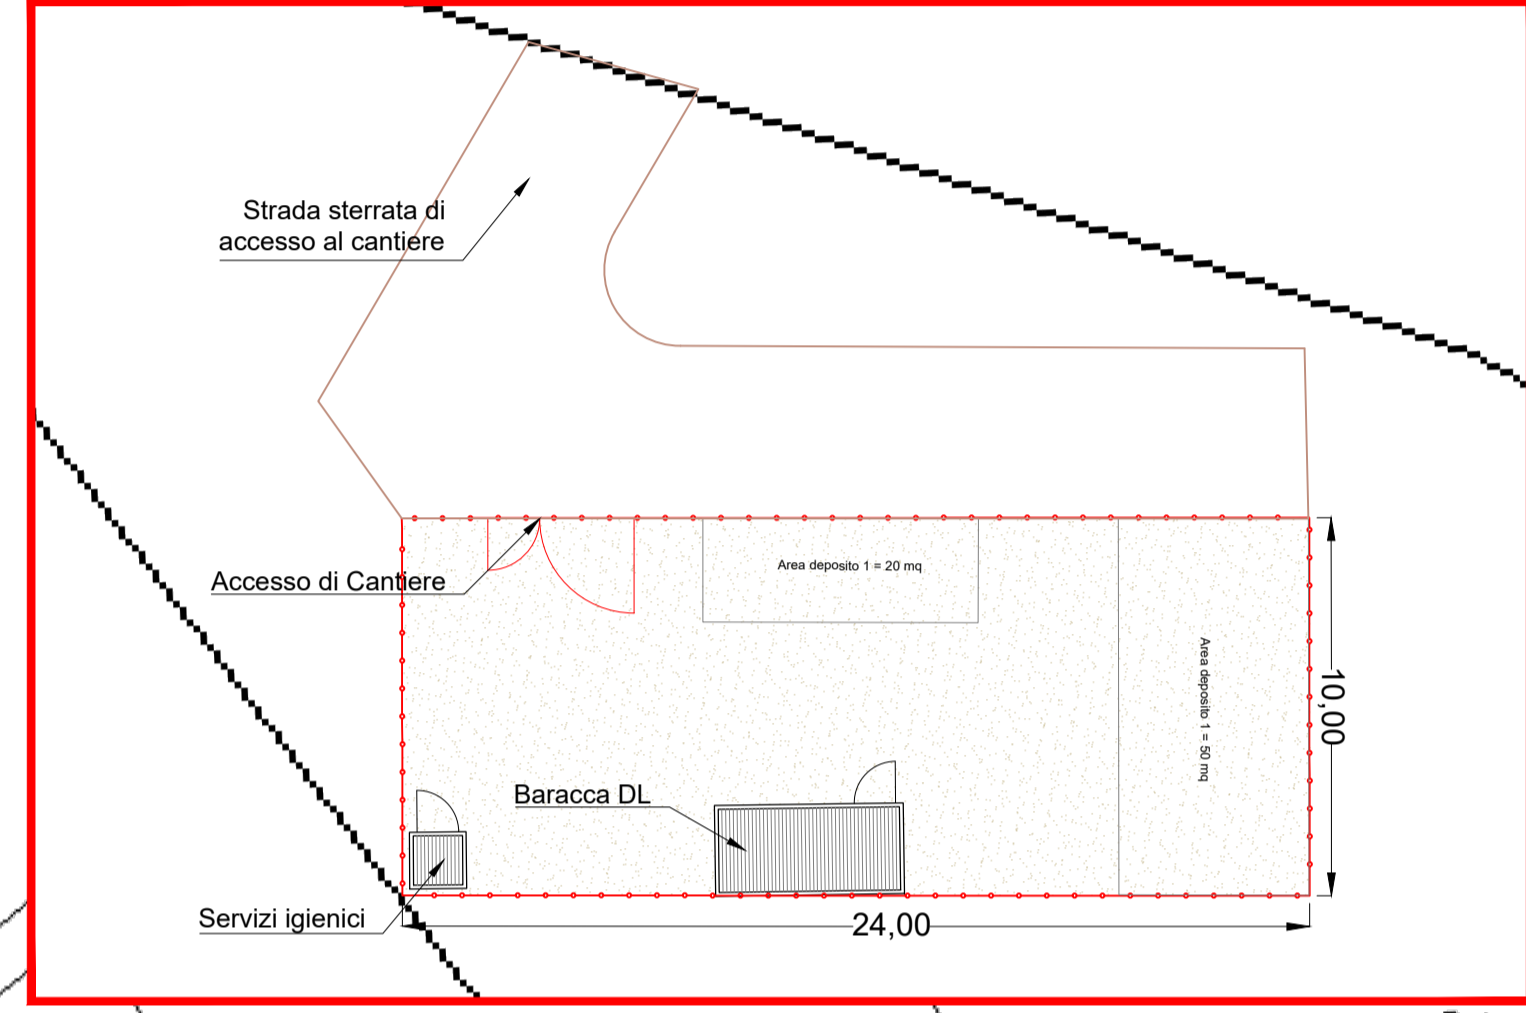 Strada sterrata di
accesso al cantiere
Accesso di Cantiere
Area deposito 1 = 20 mq
Area deposito 1 = 50 mq
10,00
Baracca DL
Servizi igienici
24,00